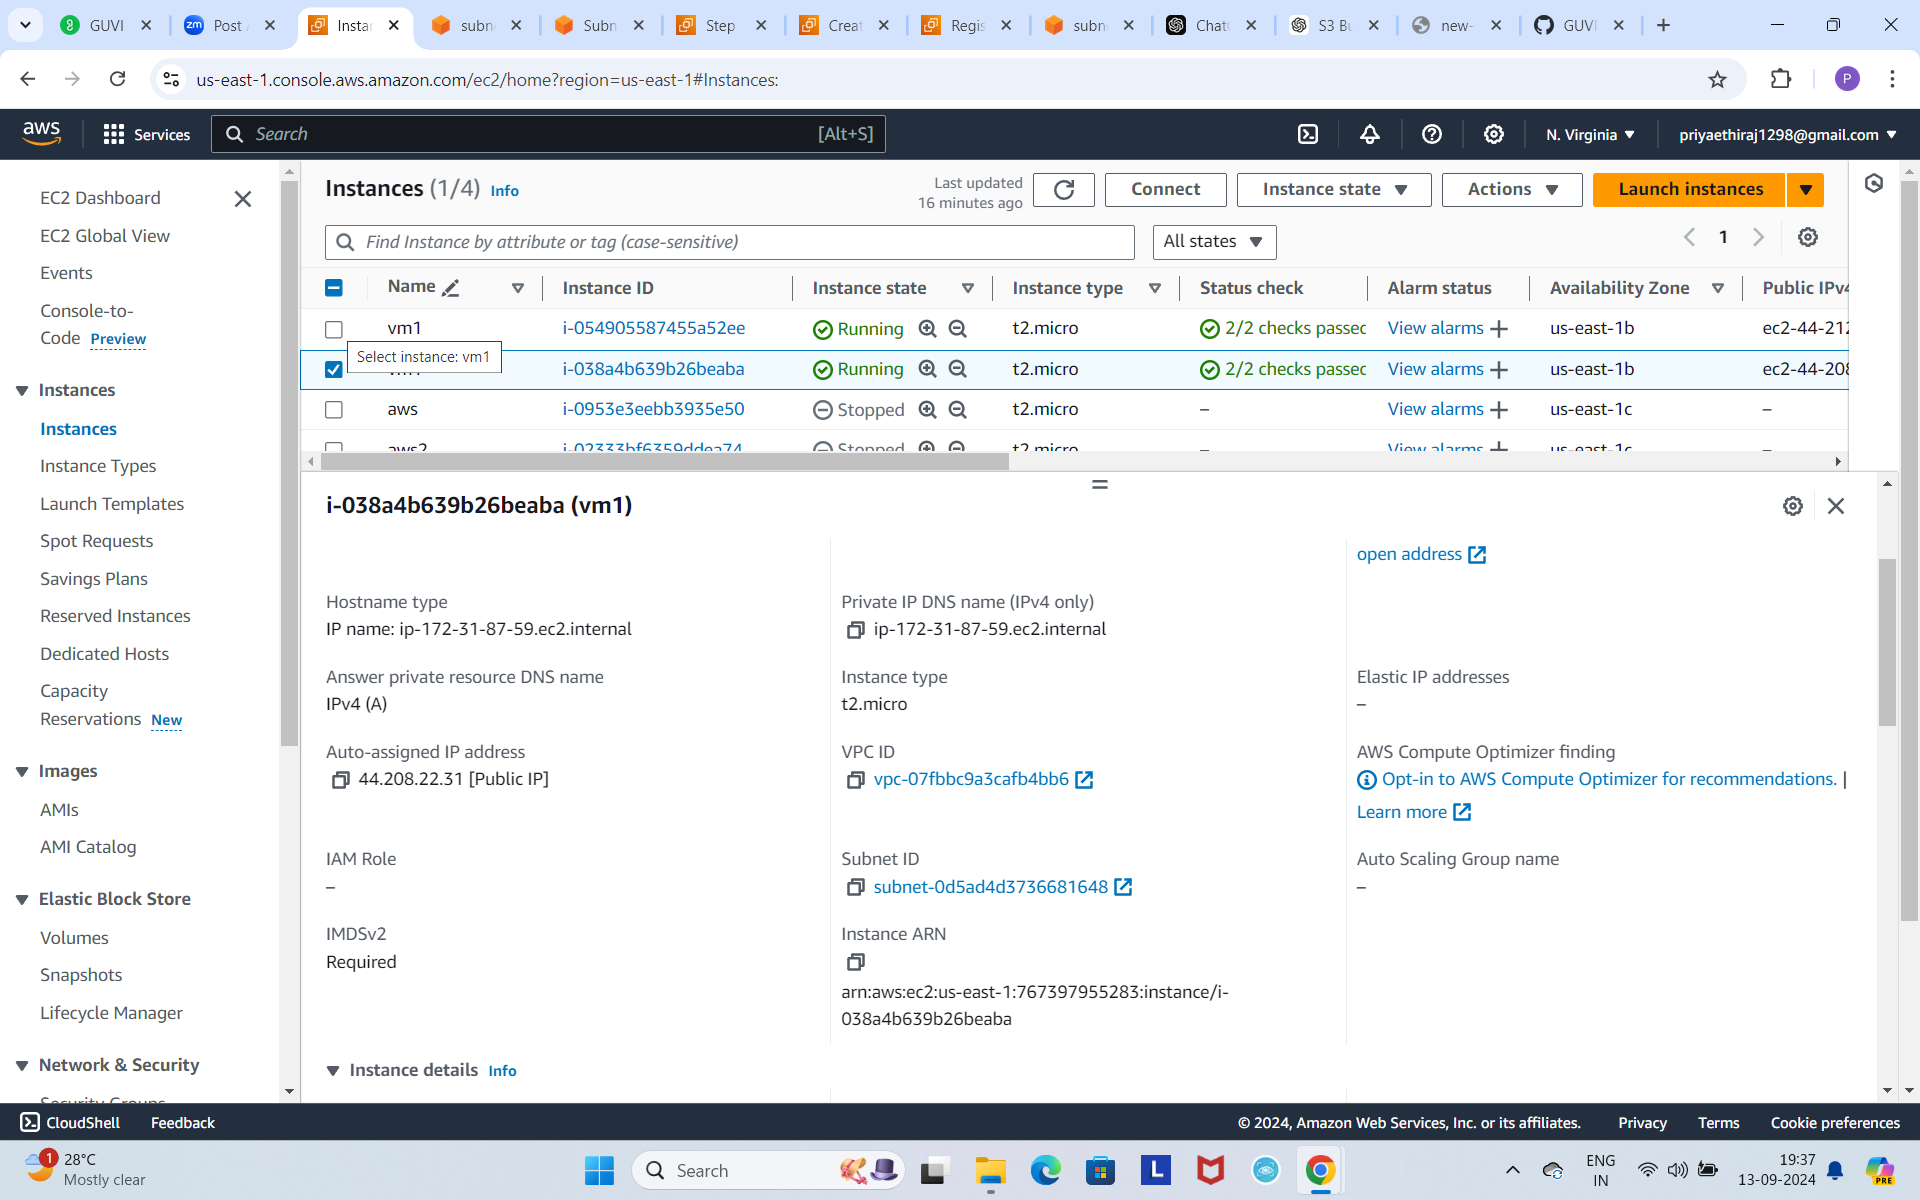 GUVI
Post
Instar
subn
Subn
Step
Creat
Regis
subn
Chat
S3 Bu
new-
GUVI
us-east-1.console.aws.amazon.com/ec2/home?region=us-east-1#Instances:
P
aws
Services
Search
[Alt+S]
N. Virginia
priyaethiraj1298@gmail.com
EC2 Dashboard
EC2 Global View
Events
Console-to-
Code Preview
Instances
Instances
Instance Types
Launch Templates
Spot Requests
Savings Plans
Reserved Instances
Dedicated Hosts
Capacity
Reservations New
Images
AMIs
AMI Catalog
Elastic Block Store
Volumes
Snapshots
Lifecycle Manager
Network & Security
Security Groups
Instances (1/4) Info
Last updated
16 minutes ago
Connect
Instance state
Actions
Launch instances
Find Instance by attribute or tag (case-sensitive)
All states
1
Name Instance ID Instance state Instance type Status check Alarm status Availability Zone Public IPv4
vm1 i-054905587455a52ee Running t2.micro 2/2 checks passec View alarms us-east-1b ec2-44-212
Select instance: vm1
vm1 i-038a4b639b26beaba Running t2.micro 2/2 checks passec View alarms us-east-1b ec2-44-208
aws i-0953e3eebb3935e50 Stopped t2.micro – View alarms us-east-1c –
aws2 i-02333bf6359ddea74 Stopped t2.micro – View alarms us-east-1c –
i-038a4b639b26beaba (vm1)
open address
Hostname type
IP name: ip-172-31-87-59.ec2.internal
Private IP DNS name (IPv4 only)
ip-172-31-87-59.ec2.internal
Answer private resource DNS name
IPv4 (A)
Instance type
t2.micro
Elastic IP addresses
–
Auto-assigned IP address
44.208.22.31 [Public IP]
VPC ID
vpc-07fbbc9a3cafb4bb6
AWS Compute Optimizer finding
Opt-in to AWS Compute Optimizer for recommendations. |
Learn more
IAM Role
–
Subnet ID
subnet-0d5ad4d3736681648
Auto Scaling Group name
–
IMDSv2
Required
Instance ARN
arn:aws:ec2:us-east-1:767397955283:instance/i-
038a4b639b26beaba
Instance details Info
CloudShell
Feedback
© 2024, Amazon Web Services, Inc. or its affiliates.
Privacy
Terms
Cookie preferences
1
28°C
Mostly clear
Search
L
ENG
IN
19:37
13-09-2024
PRE